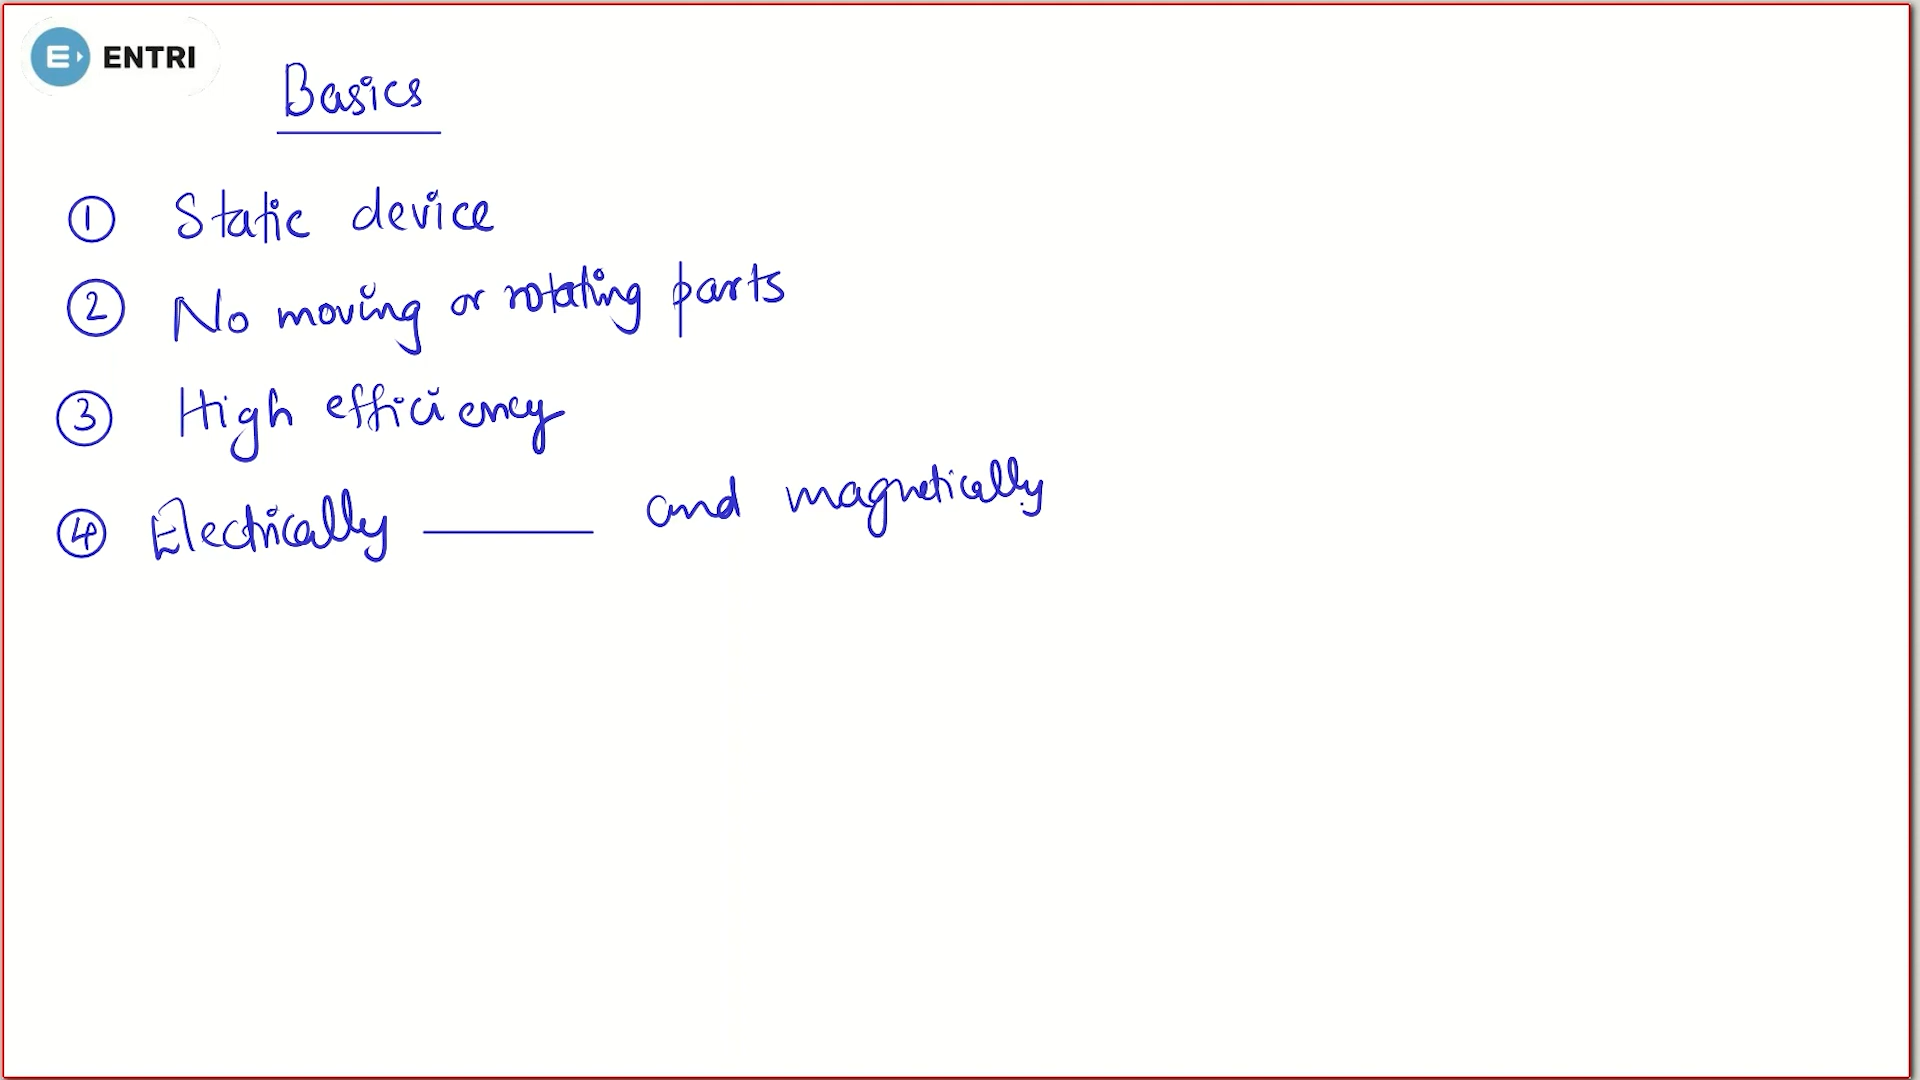 ENTRI
Basics
① Static device
② No moving or rotating parts
③ High efficiency
④ Electrically ______ and magnetically